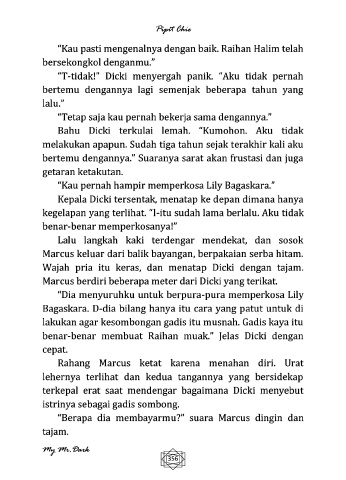 Pipit Chie
“Kau pasti mengenalnya dengan baik. Raihan Halim telah
bersekongkol denganmu.”
“T-tidak!” Dicki menyergah panik. “Aku tidak pernah
bertemu dengannya lagi semenjak beberapa tahun yang
lalu.”
“Tetap saja kau pernah bekerja sama dengannya.”
Bahu Dicki terkulai lemah. “Kumohon. Aku tidak
melakukan apapun. Sudah tiga tahun sejak terakhir kali aku
bertemu dengannya.” Suaranya sarat akan frustasi dan juga
getaran ketakutan.
“Kau pernah hampir memperkosa Lily Bagaskara.”
Kepala Dicki tersentak, menatap ke depan dimana hanya
kegelapan yang terlihat. “I-itu sudah lama berlalu. Aku tidak
benar-benar memperkosanya!”
Lalu langkah kaki terdengar mendekat, dan sosok
Marcus keluar dari balik bayangan, berpakaian serba hitam.
Wajah pria itu keras, dan menatap Dicki dengan tajam.
Marcus berdiri beberapa meter dari Dicki yang terikat.
“Dia menyuruhku untuk berpura-pura memperkosa Lily
Bagaskara. D-dia bilang hanya itu cara yang patut untuk di
lakukan agar kesombongan gadis itu musnah. Gadis kaya itu
benar-benar membuat Raihan muak.” Jelas Dicki dengan
cepat.
Rahang Marcus ketat karena menahan diri. Urat
lehernya terlihat dan kedua tangannya yang bersidekap
terkepal erat saat mendengar bagaimana Dicki menyebut
istrinya sebagai gadis sombong.
“Berapa dia membayarmu?” suara Marcus dingin dan
tajam.
My Mr. Dark
356